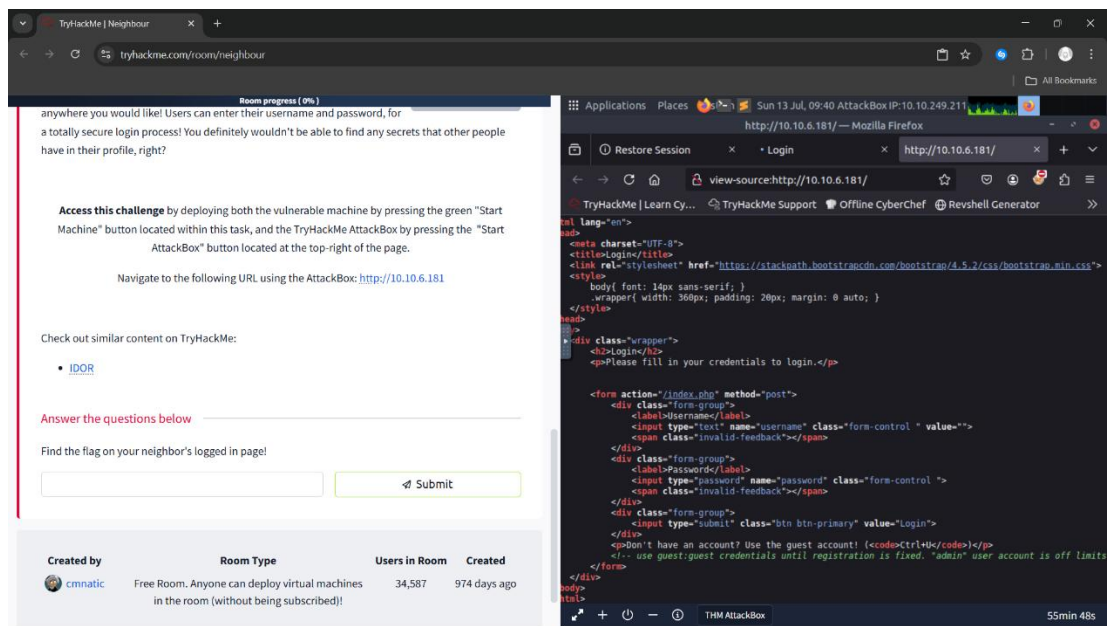 TryHackMe | Neighbour
tryhackme.com/room/neighbour
All Bookmarks
Room progress ( 0% )
anywhere you would like! Users can enter their username and password, for
a totally secure login process! You definitely wouldn't be able to find any secrets that other people
have in their profile, right?
Access this challenge by deploying both the vulnerable machine by pressing the green "Start
Machine" button located within this task, and the TryHackMe AttackBox by pressing the "Start
AttackBox" button located at the top-right of the page.
Navigate to the following URL using the AttackBox: http://10.10.6.181
Check out similar content on TryHackMe:
IDOR
Answer the questions below
Find the flag on your neighbor's logged in page!
Submit
Created by
Room Type
Users in Room
Created
cmnatic
Free Room. Anyone can deploy virtual machines
in the room (without being subscribed)!
34,587
974 days ago
Applications Places Sun 13 Jul, 09:40 AttackBox IP:10.10.249.211
http://10.10.6.181/ — Mozilla Firefox
Restore Session
Login
http://10.10.6.181/
view-source:http://10.10.6.181/
TryHackMe | Learn Cy... TryHackMe Support Offline CyberChef Revshell Generator
tml lang="en">
ead>
<meta charset="UTF-8">
<title>Login</title>
<link rel="stylesheet" href="https://stackpath.bootstrapcdn.com/bootstrap/4.5.2/css/bootstrap.min.css">
<style>
body{ font: 14px sans-serif; }
.wrapper{ width: 360px; padding: 20px; margin: 0 auto; }
</style>
head>
<div class="wrapper">
<h2>Login</h2>
<p>Please fill in your credentials to login.</p>
<form action="/index.php" method="post">
<div class="form-group">
<label>Username</label>
<input type="text" name="username" class="form-control " value="">
<span class="invalid-feedback"></span>
</div>
<div class="form-group">
<label>Password</label>
<input type="password" name="password" class="form-control ">
<span class="invalid-feedback"></span>
</div>
<div class="form-group">
<input type="submit" class="btn btn-primary" value="Login">
</div>
<p>Don't have an account? Use the guest account! (<code>Ctrl+U</code>)</p>
<!-- use guest:guest credentials until registration is fixed. "admin" user account is off limits
</form>
</div>
body>
html>
THM AttackBox
55min 48s